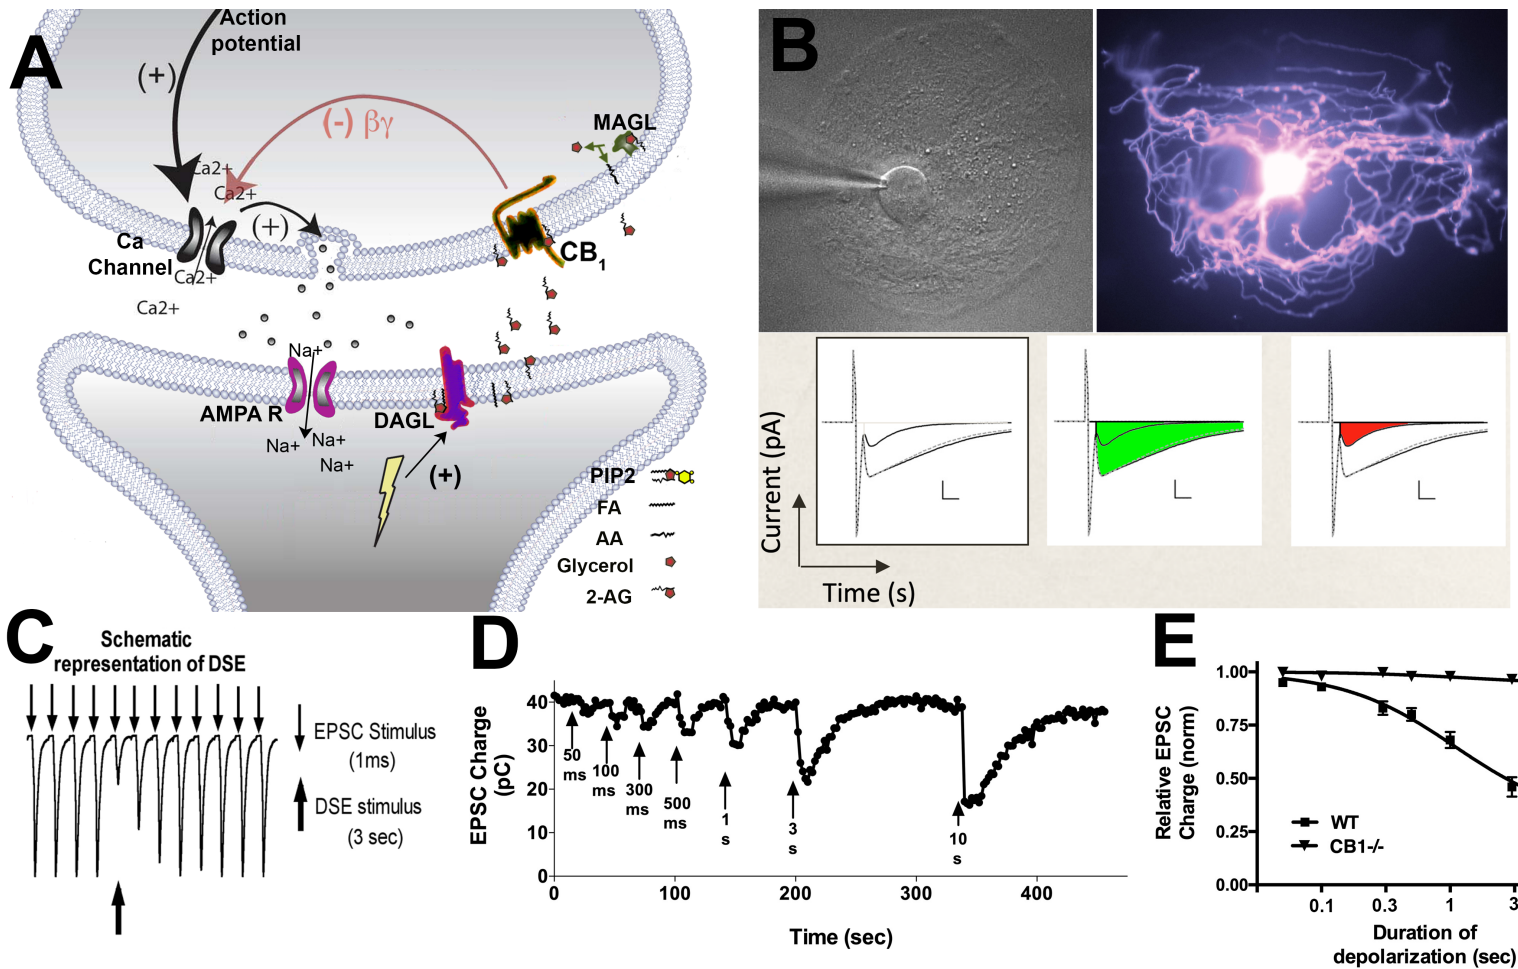 A
Action
potential
(+)
(-) βγ
MAGL
Ca2+
Ca2+
(+)
Ca
Channel
CB1
Ca2+
Ca2+
Na+
AMPA R
DAGL
Na+
Na+
Na+
(+)
PIP2
FA
AA
Glycerol
2-AG
B
Current (pA)
Time (s)
C
Schematic
representation of DSE
EPSC Stimulus
(1ms)
DSE stimulus
(3 sec)
D
EPSC Charge
(pC)
40
30
20
10
0
50
ms
100
ms
300
ms
500
ms
1
s
3
s
10
s
0
100
200
300
400
Time (sec)
E
Relative EPSC
Charge (norm)
1.00
0.75
0.50
0.25
0.00
WT
CB1-/-
0.1
0.3
1
3
Duration of
depolarization (sec)